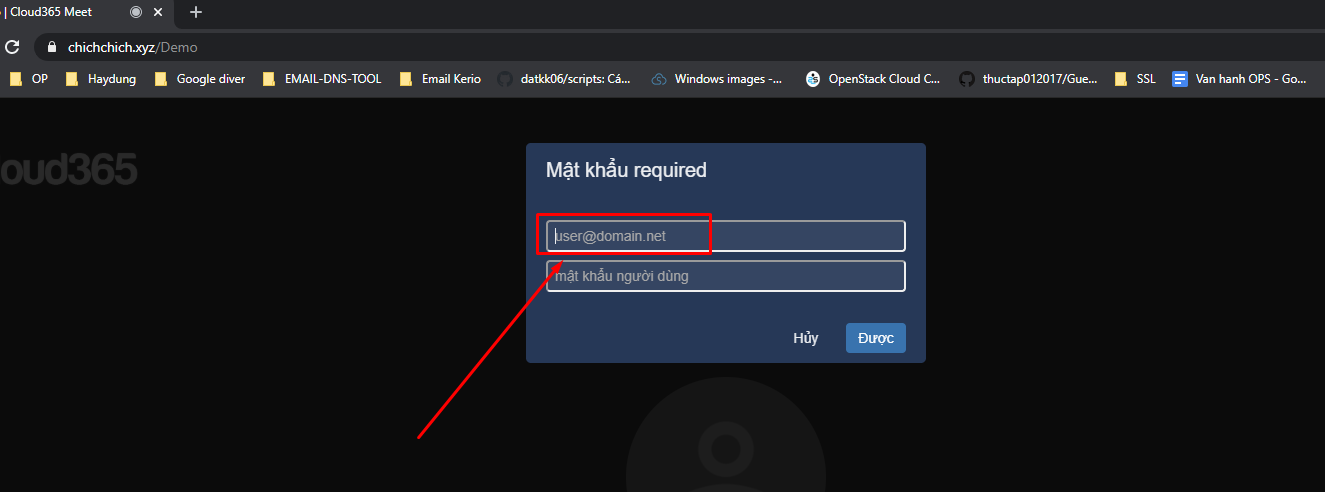 | Cloud365 Meet
chichchich.xyz/Demo
OP Haydung Google diver EMAIL-DNS-TOOL Email Kerio datkk06/scripts: Cá... Windows images -... OpenStack Cloud C... thuctap012017/Gue... SSL Van hanh OPS - Go...
oud365
Mật khẩu required
user@domain.net
mật khẩu người dùng
Hủy Được